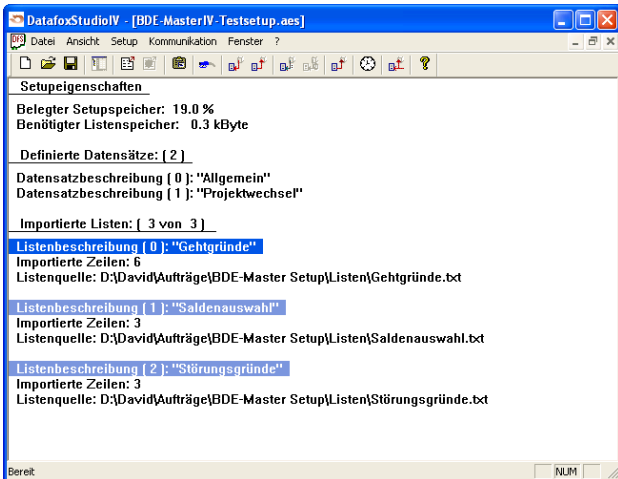 DatafoxStudioIV - [BDE-MasterIV-Testsetup.aes]
Datei Ansicht Setup Kommunikation Fenster ?
Setupeigenschaften
Belegter Setupspeicher: 19.0 %
Benötigter Listenspeicher: 0.3 kByte
Definierte Datensätze: ( 2 )
Datensatzbeschreibung ( 0 ): "Allgemein"
Datensatzbeschreibung ( 1 ): "Projektwechsel"
Importierte Listen: ( 3 von 3 )
Listenbeschreibung ( 0 ): "Gehtgründe"
Importierte Zeilen: 6
Listenquelle: D:\David\Aufträge\BDE-Master Setup\Listen\Gehtgründe.txt
Listenbeschreibung ( 1 ): "Saldenauswahl"
Importierte Zeilen: 3
Listenquelle: D:\David\Aufträge\BDE-Master Setup\Listen\Saldenauswahl.txt
Listenbeschreibung ( 2 ): "Störungsgründe"
Importierte Zeilen: 3
Listenquelle: D:\David\Aufträge\BDE-Master Setup\Listen\Störungsgründe.txt
Bereit NUM